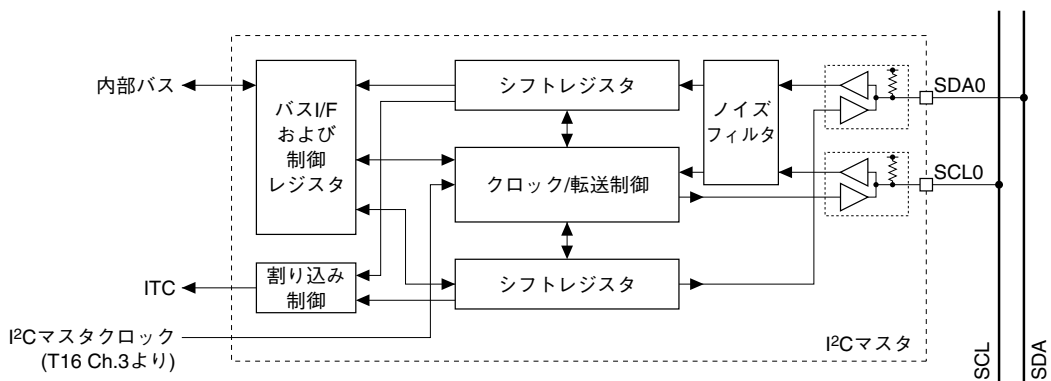 内部バス
バスI/F
および
制御
レジスタ
シフトレジスタ
ノイズ
フィルタ
SDA0
クロック/転送制御
SCL0
シフトレジスタ
ITC
割り込み
制御
I²Cマスタクロック
(T16 Ch.3より)
I²Cマスタ
SCL
SDA